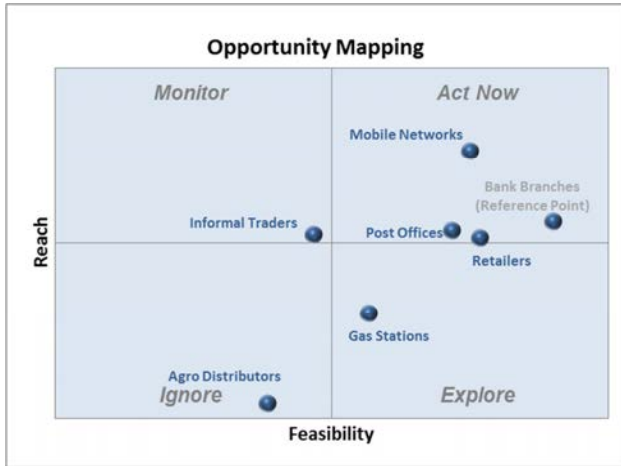 Opportunity Mapping
Monitor
Act Now
Mobile Networks
Bank Branches
(Reference Point)
Informal Traders
Post Offices
Retailers
Reach
Gas Stations
Agro Distributors
Ignore
Explore
Feasibility